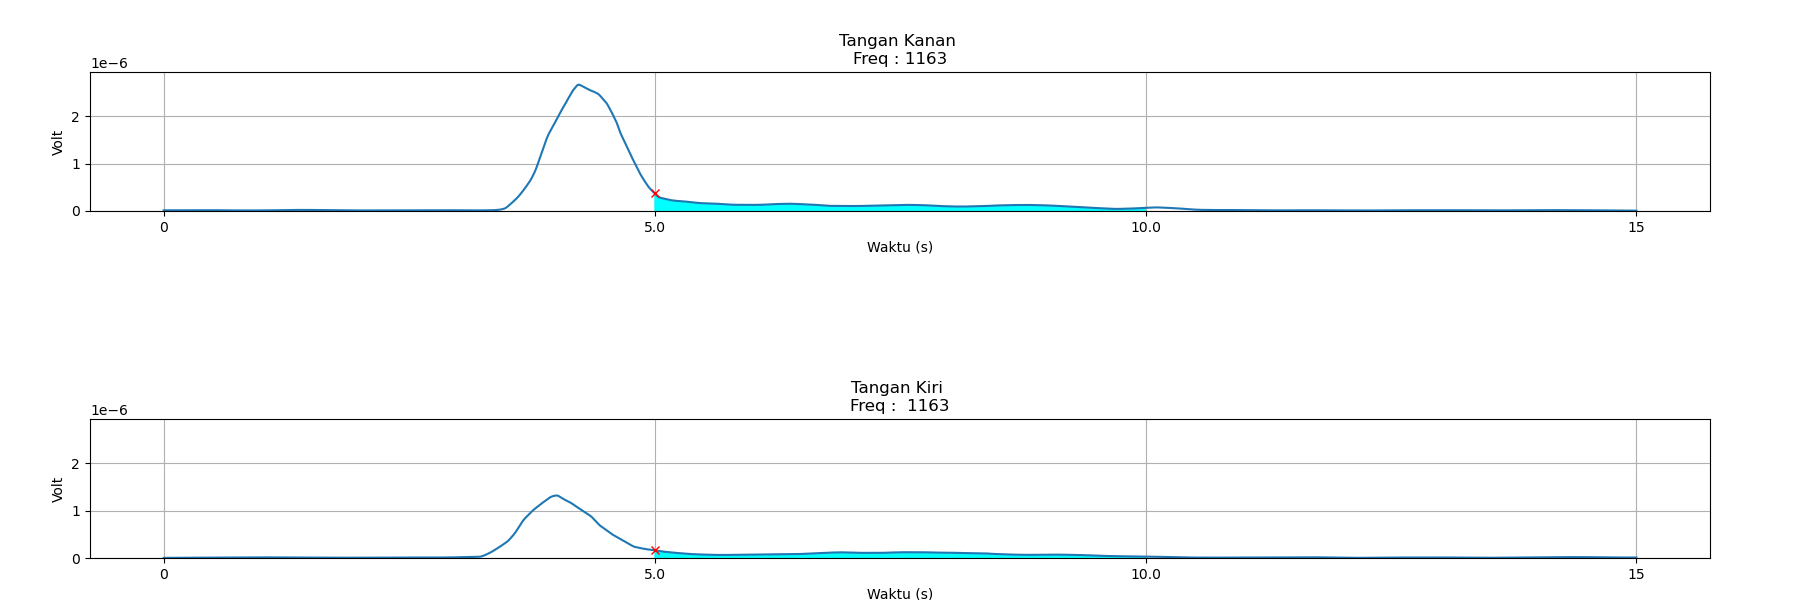 Tangan Kanan
Freq : 1163
1e−6
2
1
0
Volt
0 5.0 10.0 15
Waktu (s)
Tangan Kiri
Freq :  1163
1e−6
2
1
0
Volt
0 5.0 10.0 15
Waktu (s)